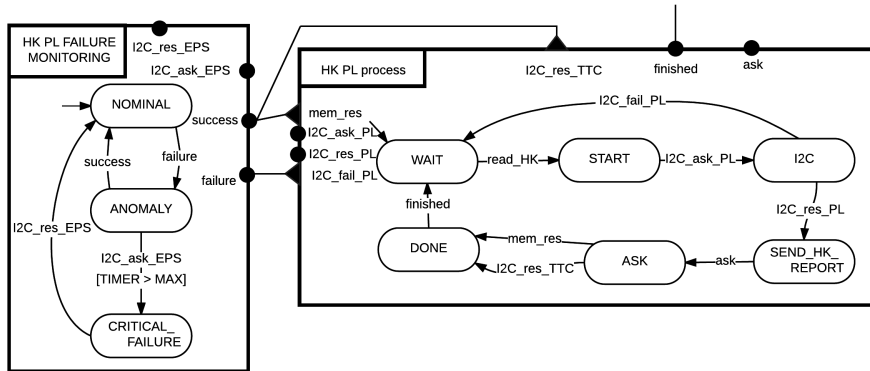 HK PL FAILURE
MONITORING
I2C_res_EPS
I2C_ask_EPS
NOMINAL
success
success
failure
failure
ANOMALY
I2C_res_EPS
I2C_ask_EPS
[TIMER > MAX]
CRITICAL_
FAILURE
HK PL process
I2C_res_TTC
finished
ask
mem_res
I2C_ask_PL
I2C_res_PL
I2C_fail_PL
I2C_fail_PL
WAIT
read_HK
START
I2C_ask_PL
I2C
finished
I2C_res_PL
DONE
mem_res
I2C_res_TTC
ASK
ask
SEND_HK_
REPORT